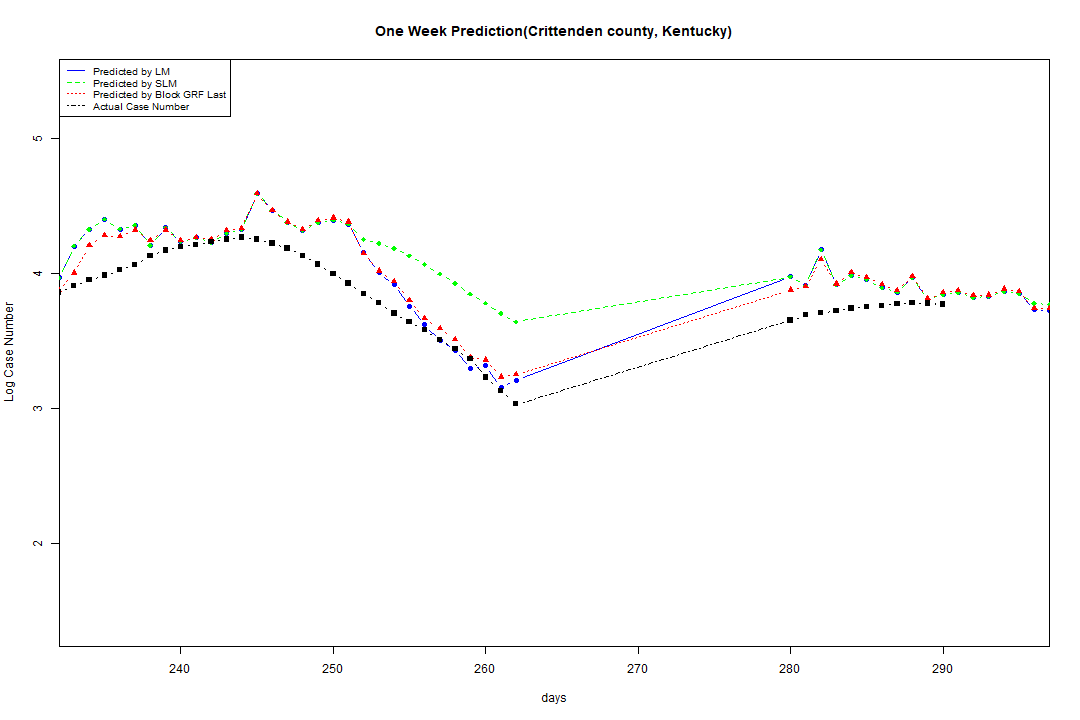 One Week Prediction(Crittenden county, Kentucky)
Predicted by LM
Predicted by SLM
Predicted by Block GRF Last
Actual Case Number
5
4
3
2
Log Case Number
240 250 260 270 280 290
days